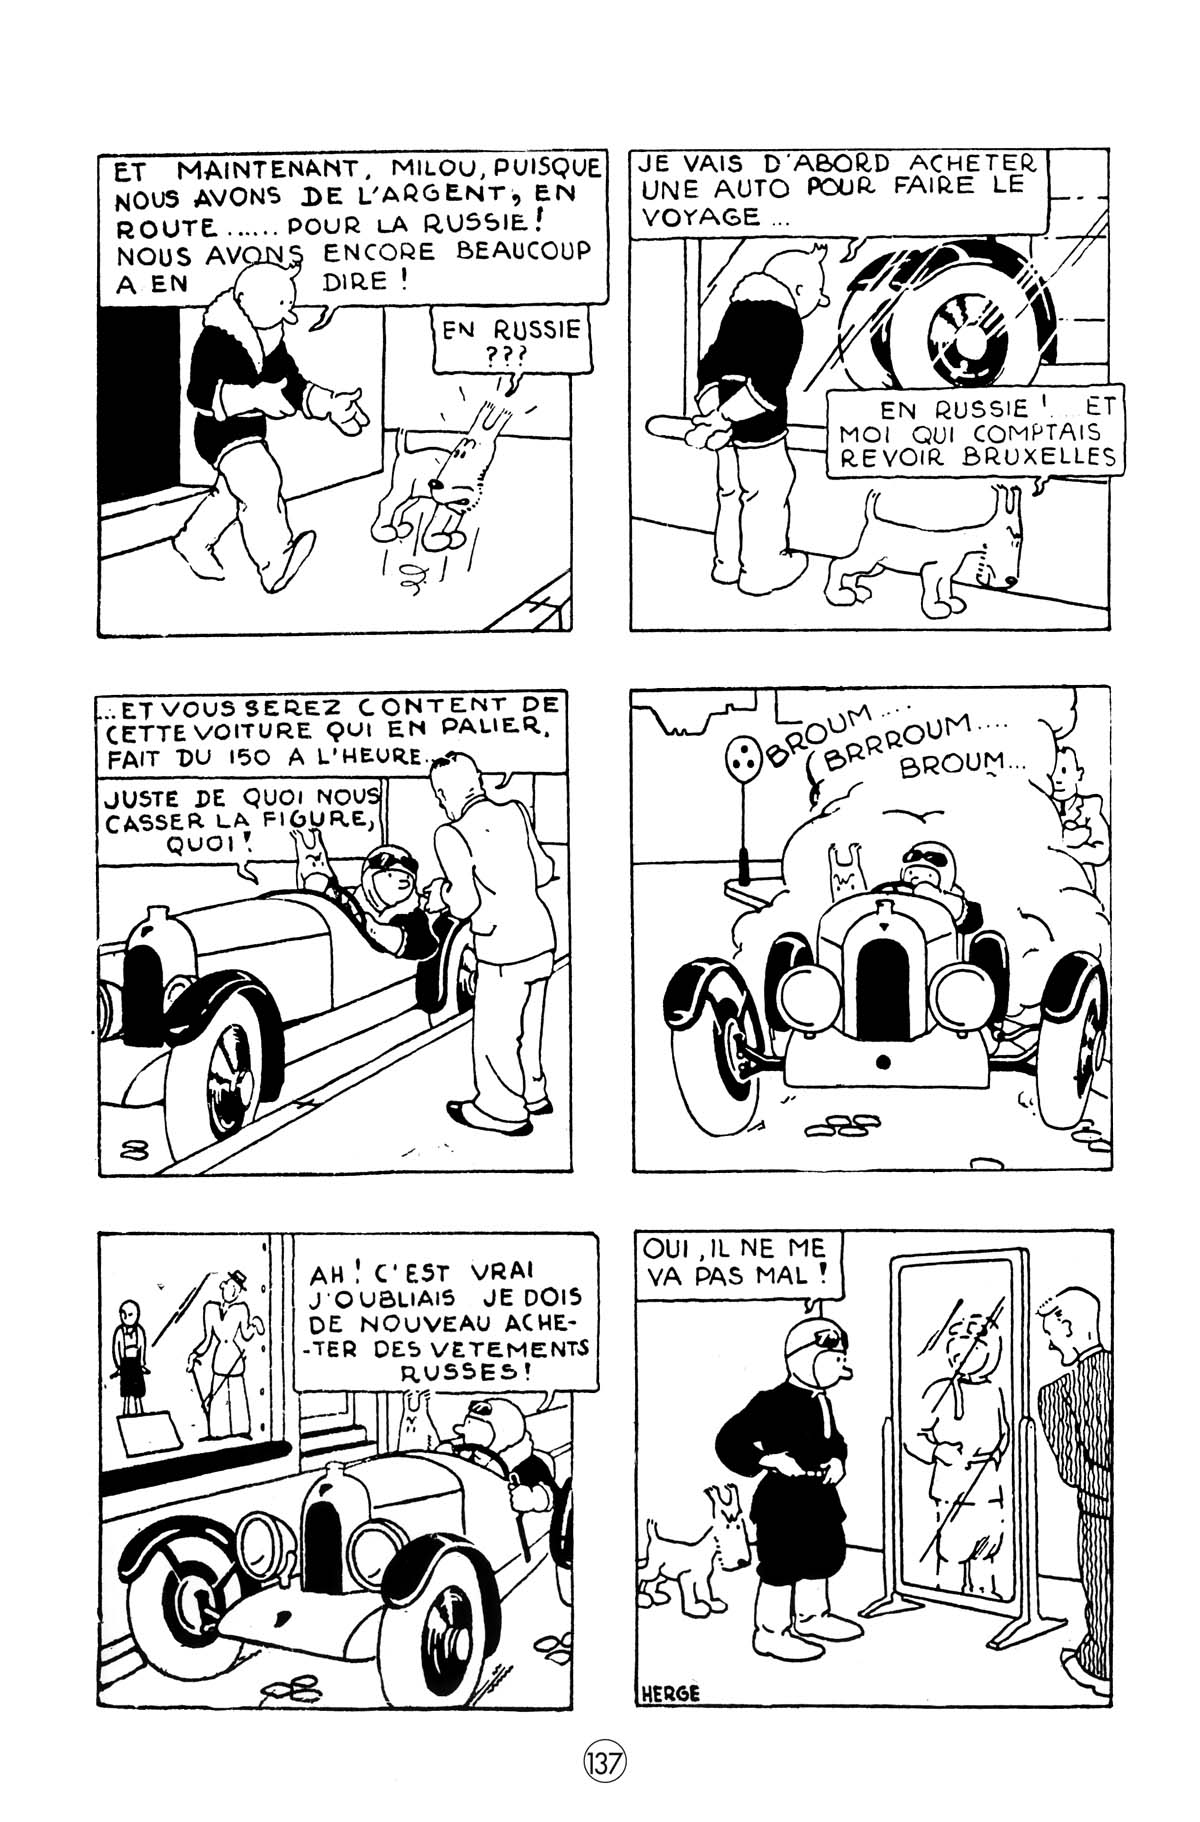 ET MAINTENANT, MILOU, PUISQUE
NOUS AVONS DE L'ARGENT, EN
ROUTE...... POUR LA RUSSIE!
NOUS AVONS ENCORE BEAUCOUP
A EN DIRE!
EN RUSSIE
???
JE VAIS D'ABORD ACHETER
UNE AUTO POUR FAIRE LE
VOYAGE...
EN RUSSIE! ... ET
MOI QUI COMPTAIS
REVOIR BRUXELLES
...ET VOUS SEREZ CONTENT DE
CETTE VOITURE QUI EN PALIER,
FAIT DU 150 A L'HEURE...
JUSTE DE QUOI NOUS
CASSER LA FIGURE,
QUOI!
BROUM....
BRRROUM....
BROUM...
AH! C'EST VRAI
J'OUBLIAIS JE DOIS
DE NOUVEAU ACHE-
-TER DES VETEMENTS
RUSSES!
OUI, IL NE ME
VA PAS MAL!
HERGE
137